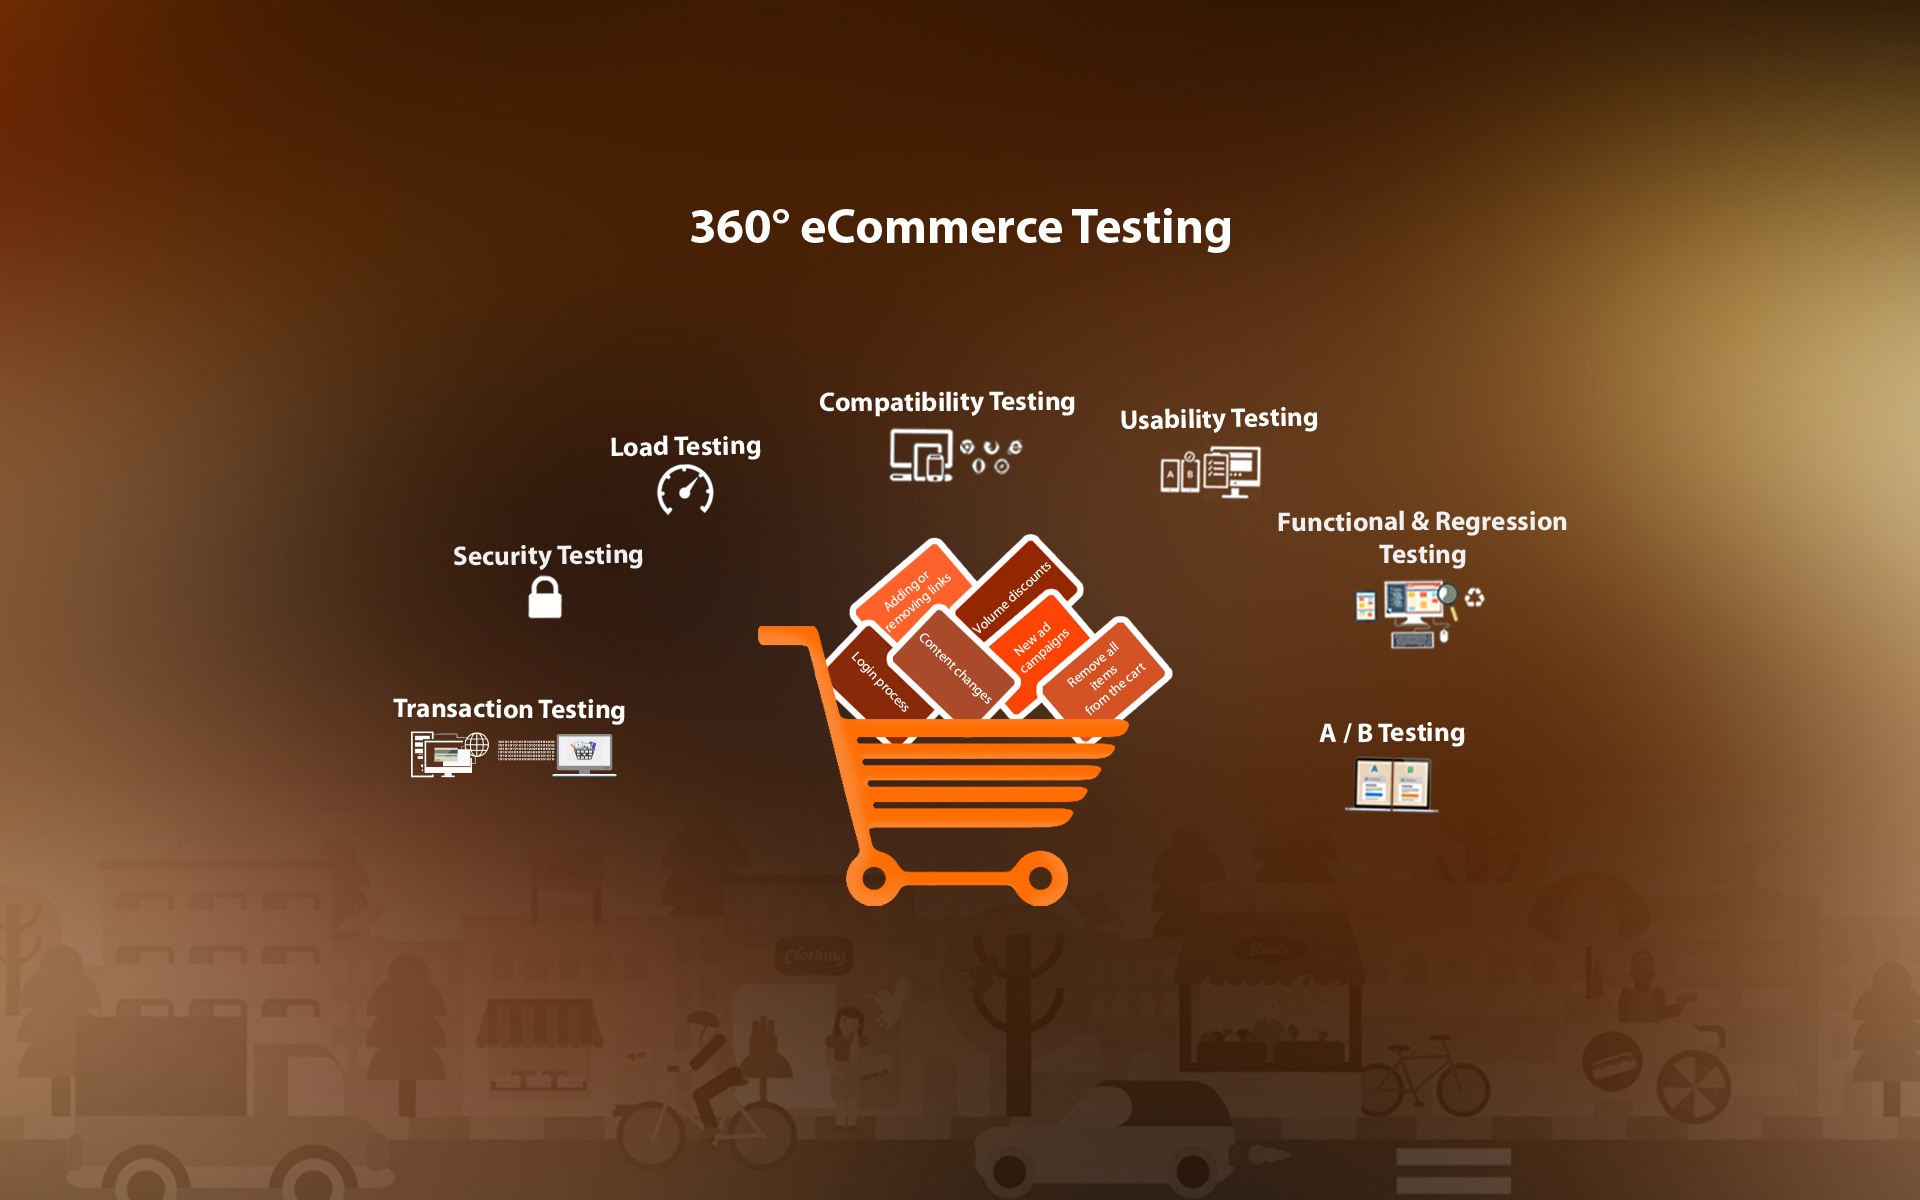 360° eCommerce Testing
Compatibility Testing
Usability Testing
Load Testing
Functional & Regression
Testing
Security Testing
Transaction Testing
A / B Testing
Adding or
removing links
Volume discounts
New ad
campaigns
Content changes
Login process
Remove all
items
from the cart
Clothing
Fruits
A
B